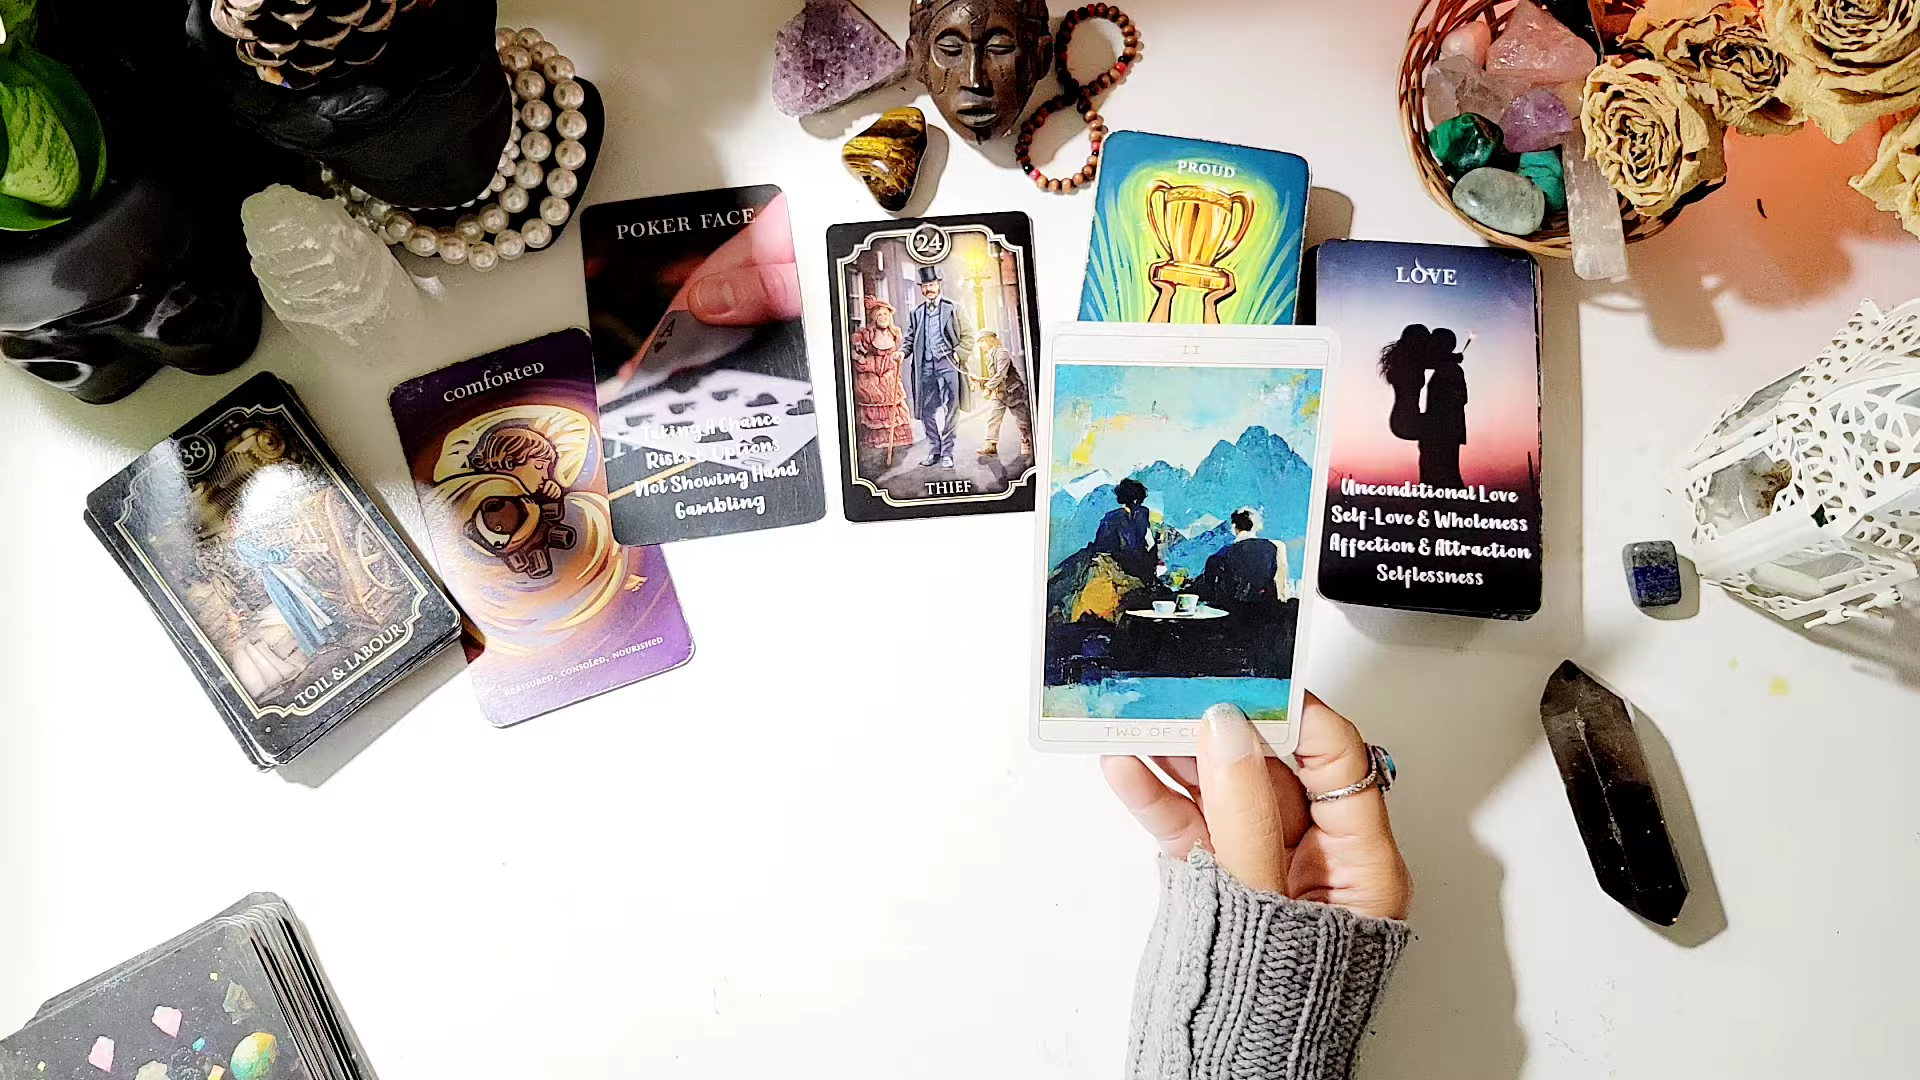 38
TOIL & LABOUR
comforted
REASSURED, CONSOLED, NOURISHED
POKER FACE
Taking A Chance
Risks & Options
Not Showing Hand
Gambling
24
THIEF
PROUD
II
TWO OF CU
LOVE
Unconditional Love
Self-Love & Wholeness
Affection & Attraction
Selflessness